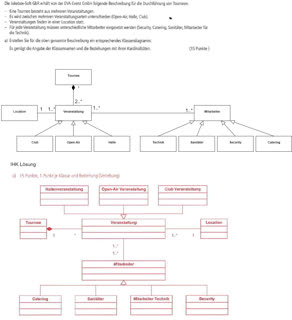 Die Jakobus-Soft-GbR erhält von der EVA-Event GmbH folgende Beschreibung für die Durchführung von Tourneen:
- Eine Tournee besteht aus mehreren Veranstaltungen.
- Es wird zwischen mehreren Veranstaltungsarten unterschieden (Open-Air, Halle, Club).
- Veranstaltungen finden in einer Location statt.
- Für jede Veranstaltung müssen unterschiedliche Mitarbeiter eingesetzt werden (Security, Catering, Sanitäter, Mitarbeiter für die Technik).
a) Erstellen Sie für die oben genannte Beschreibung ein entsprechendes Klassendiagramm.
Es genügt die Angabe der Klassennamen und die Beziehungen mit ihren Kardinalitäten. (15 Punkte)
Tournee
2..*
Location
1 1..*
Veranstaltung
1..*
1..*
Mitarbeiter
Club
Open-Air
Halle
Technik
Sanitäter
Security
Catering
IHK Lösung
a) 15 Punkte, 1 Punkt je Klasse und Beziehung (Vererbung)
Hallenveranstaltung
Open-Air Veranstaltung
Club Veranstaltung
Tournee
Veranstaltung
Location
1
1..*
1
1..*
1..*
Mitarbeiter
Catering
Sanitäter
Mitarbeiter Technik
Security